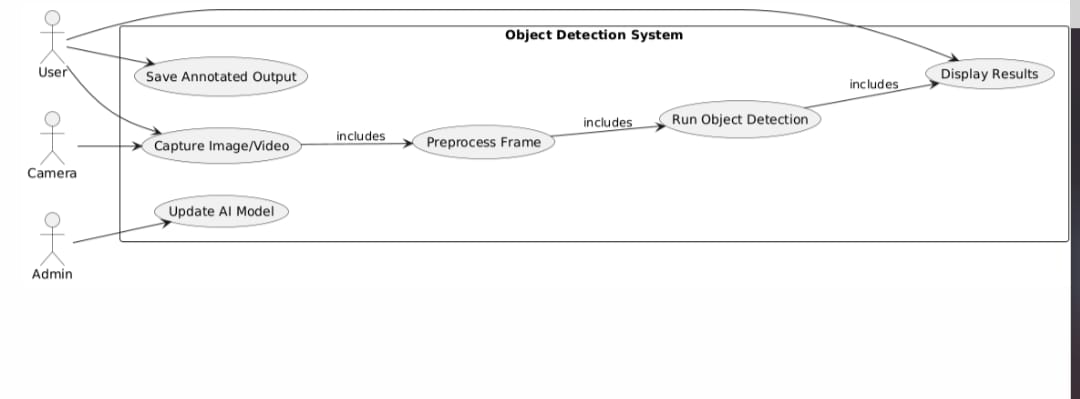 Object Detection System
User
Save Annotated Output
Display Results
includes
Run Object Detection
includes
Camera
Capture Image/Video
includes
Preprocess Frame
Update AI Model
Admin